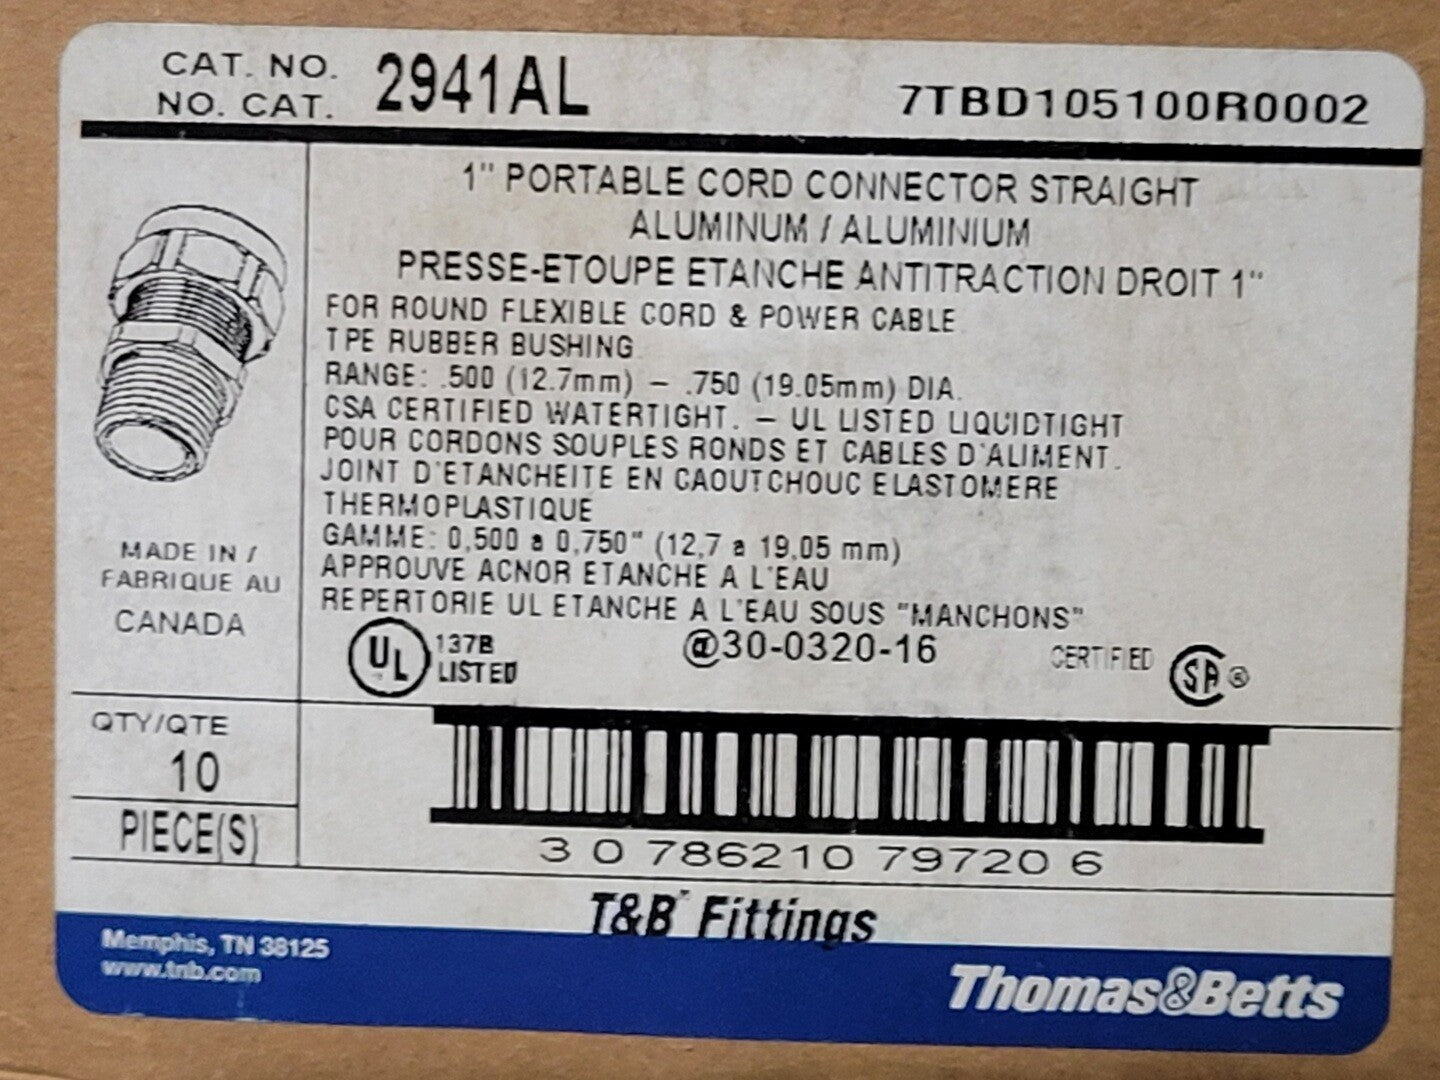 CAT. NO. 2941AL 7TBD105100R0002
NO. CAT.
1" PORTABLE CORD CONNECTOR STRAIGHT
ALUMINUM / ALUMINIUM
PRESSE-ETOUPE ETANCHE ANTITRACTION DROIT 1"
FOR ROUND FLEXIBLE CORD & POWER CABLE
TPE RUBBER BUSHING
RANGE: .500 (12.7mm) – .750 (19.05mm) DIA.
CSA CERTIFIED WATERTIGHT. – UL LISTED LIQUIDTIGHT
POUR CORDONS SOUPLES RONDS ET CABLES D'ALIMENT.
JOINT D'ETANCHEITE EN CAOUTCHOUC ELASTOMERE
THERMOPLASTIQUE
GAMME: 0,500 a 0,750" (12,7 a 19,05 mm)
APPROUVE ACNOR ETANCHE A L'EAU
REPERTORIE UL ETANCHE A L'EAU SOUS "MANCHONS"
MADE IN /
FABRIQUE AU
CANADA
UL 137B
LISTED
@30-0320-16
CERTIFIED SA ®
QTY/QTE
10
PIECE(S)
3 0 786210 79720 6
T&B™ Fittings
Memphis, TN 38125
www.tnb.com
Thomas&Betts